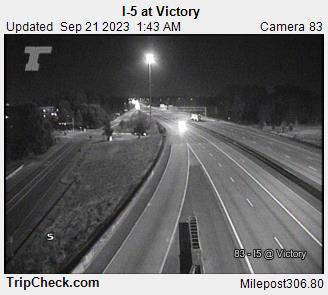 I-5 at Victory
Updated  Sep 21 2023  1:43 AM
Camera 83
T
S
83 - I5 @ Victory
TripCheck.com
Milepost306.80